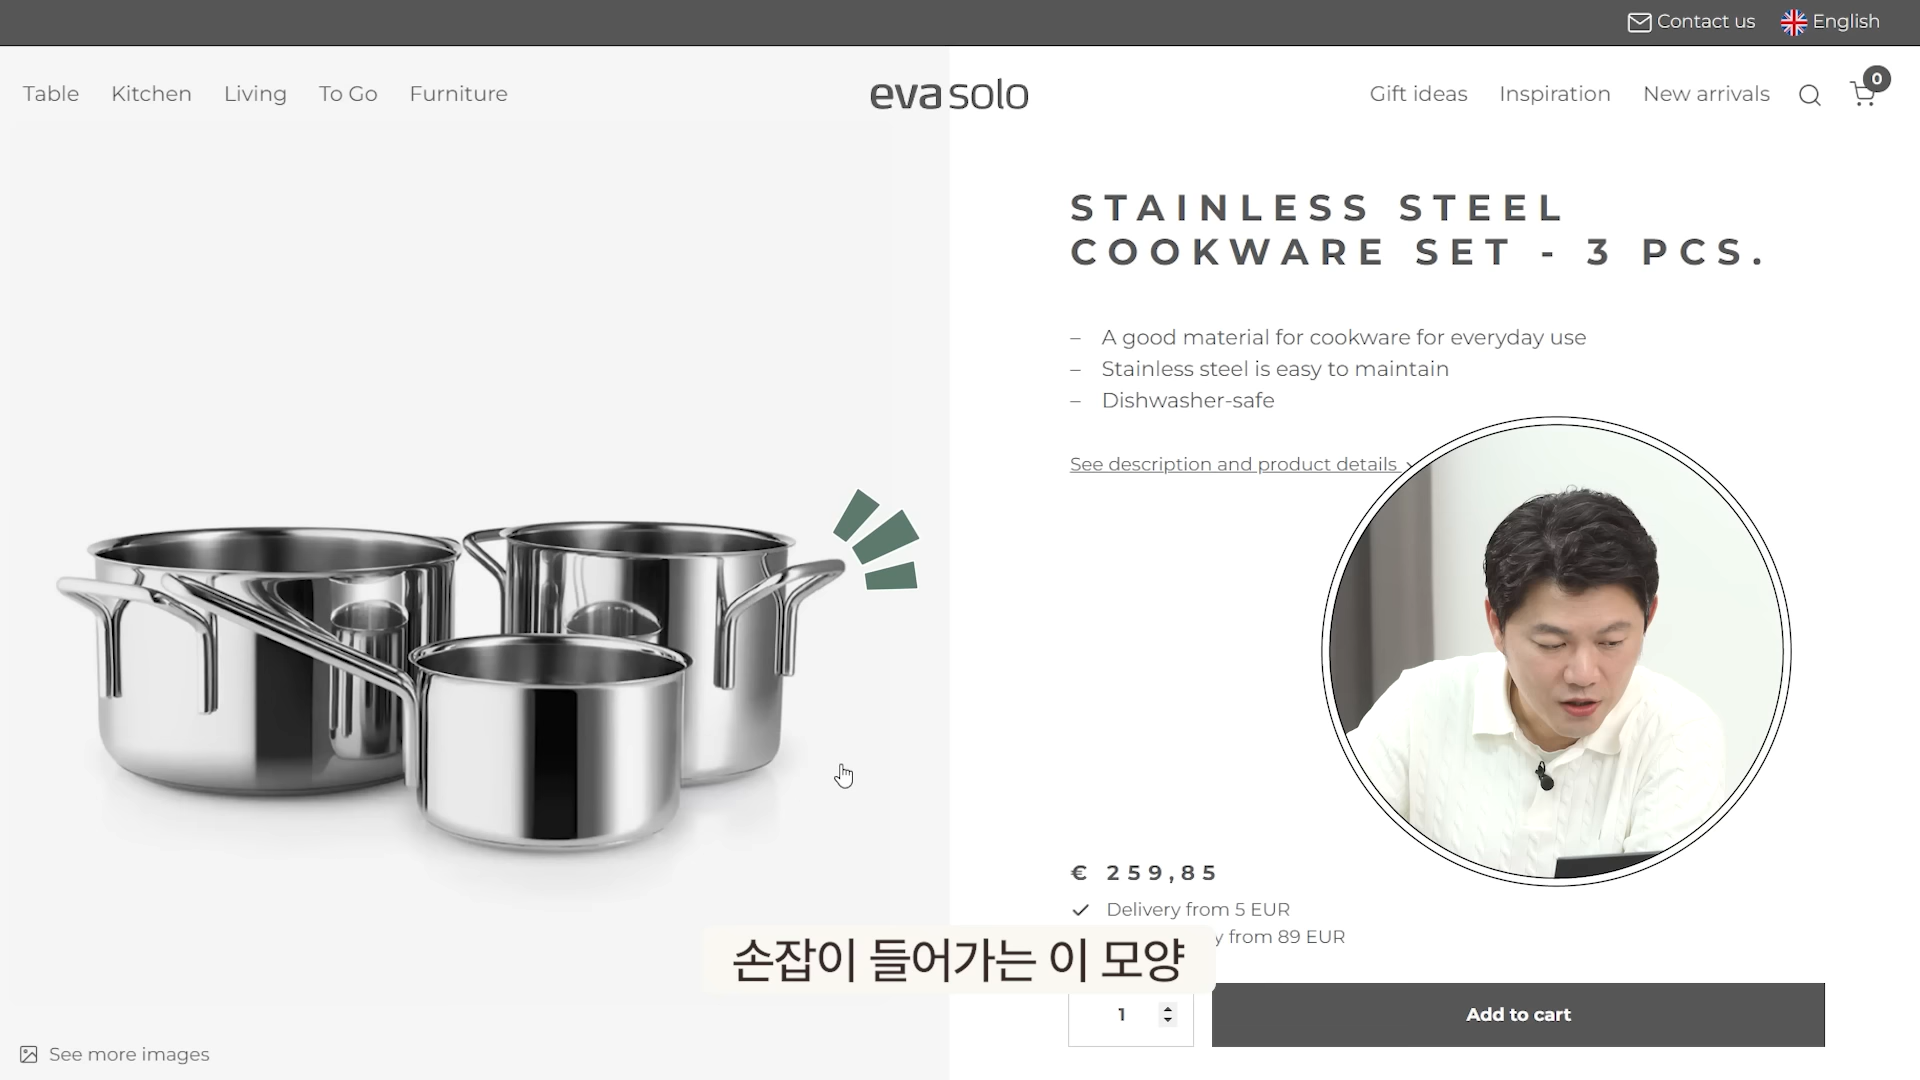 Contact us
English
Table
Kitchen
Living
To Go
Furniture
eva solo
Gift ideas
Inspiration
New arrivals
0
STAINLESS STEEL
COOKWARE SET - 3 PCS.
– A good material for cookware for everyday use
– Stainless steel is easy to maintain
– Dishwasher-safe
See description and product details
€ 259,85
Delivery from 5 EUR
from 89 EUR
손잡이 들어가는 이 모양
1
Add to cart
See more images